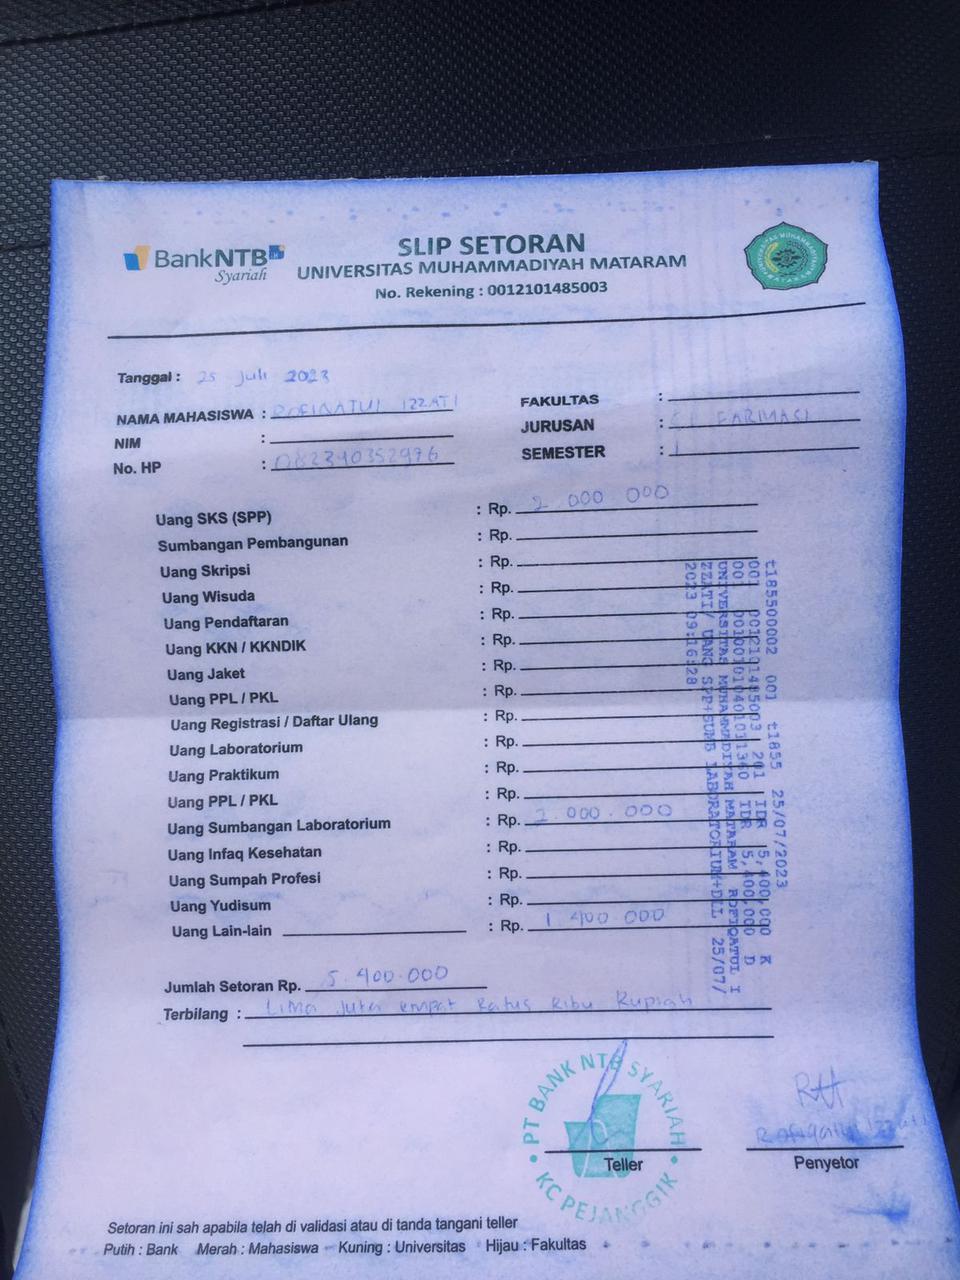 BankNTB
Syariah
SLIP SETORAN
UNIVERSITAS MUHAMMADIYAH MATARAM
No. Rekening : 0012101485003
Tanggal : 25 Juli 2023
NAMA MAHASISWA : ROFIQATUL IZZATI
NIM :
No. HP : 082340352976
FAKULTAS :
JURUSAN : FARMASI
SEMESTER : 1
Uang SKS (SPP) : Rp. 2.000.000
Sumbangan Pembangunan : Rp.
Uang Skripsi : Rp.
Uang Wisuda : Rp.
Uang Pendaftaran : Rp.
Uang KKN / KKNDIK : Rp.
Uang Jaket : Rp.
Uang PPL / PKL : Rp.
Uang Registrasi / Daftar Ulang : Rp.
Uang Laboratorium : Rp.
Uang Praktikum : Rp.
Uang PPL / PKL : Rp.
Uang Sumbangan Laboratorium : Rp. 2.000.000
Uang Infaq Kesehatan : Rp.
Uang Sumpah Profesi : Rp.
Uang Yudisum : Rp.
Uang Lain-lain : Rp. 1.400.000
t185500002 001 t1855 25/07/2023
001 0012101485003 201 IDR 5,400,000 K
001 001001010401011360 IDR 5,400,000 D
UNIVERSITAS MUHAMMADIYAH MATARAM ROFIQATUL I
ZZATI/ UANG SPP+SUMB LABORATORIUM+DLL 25/07/
2023 09:16:28
Jumlah Setoran Rp. 5.400.000
Terbilang : Lima Juta empat Ratus Ribu Rupiah
PT BANK NTB SYARIAH
KC PEJANGGIK
Teller
Rofiqatul Izzati
Penyetor
Setoran ini sah apabila telah di validasi atau di tanda tangani teller
Putih : Bank Merah : Mahasiswa Kuning : Universitas Hijau : Fakultas